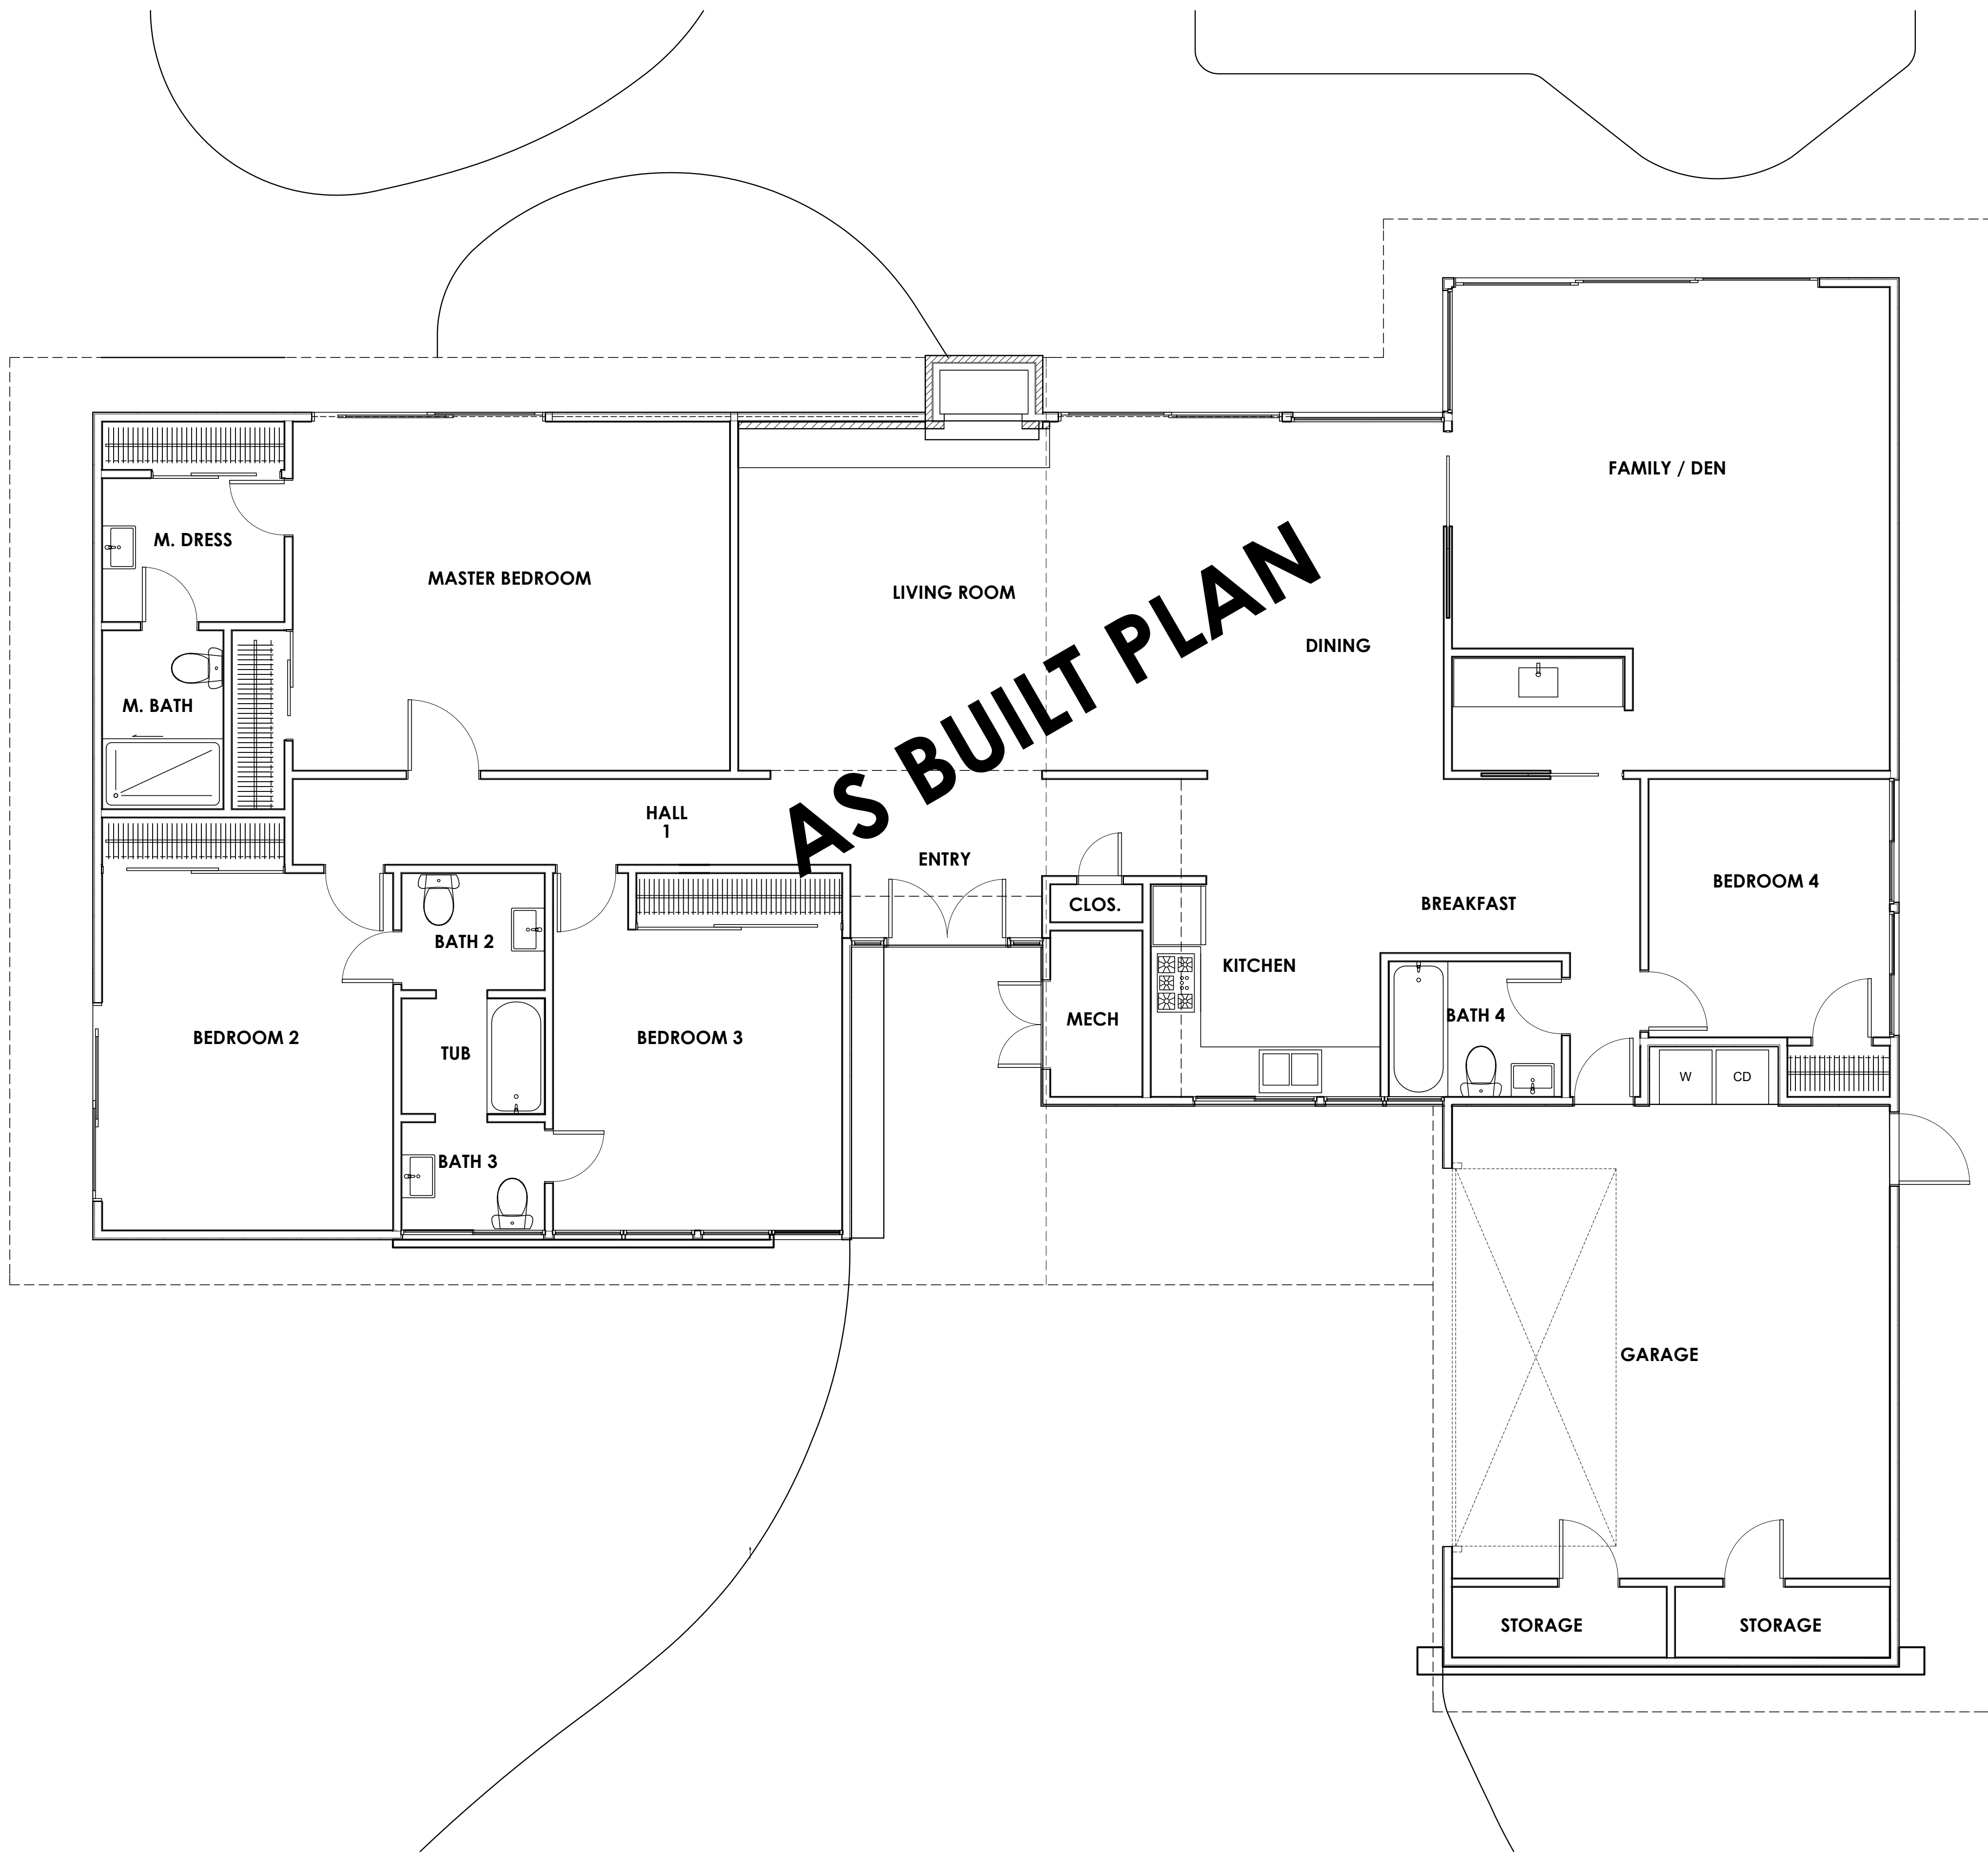 FAMILY / DEN
M. DRESS
MASTER BEDROOM
LIVING ROOM
AS BUILT PLAN
DINING
M. BATH
HALL
1
ENTRY
BEDROOM 4
CLOS.
BREAKFAST
BATH 2
KITCHEN
BEDROOM 2
TUB
BEDROOM 3
MECH
BATH 4
W
CD
BATH 3
GARAGE
STORAGE
STORAGE